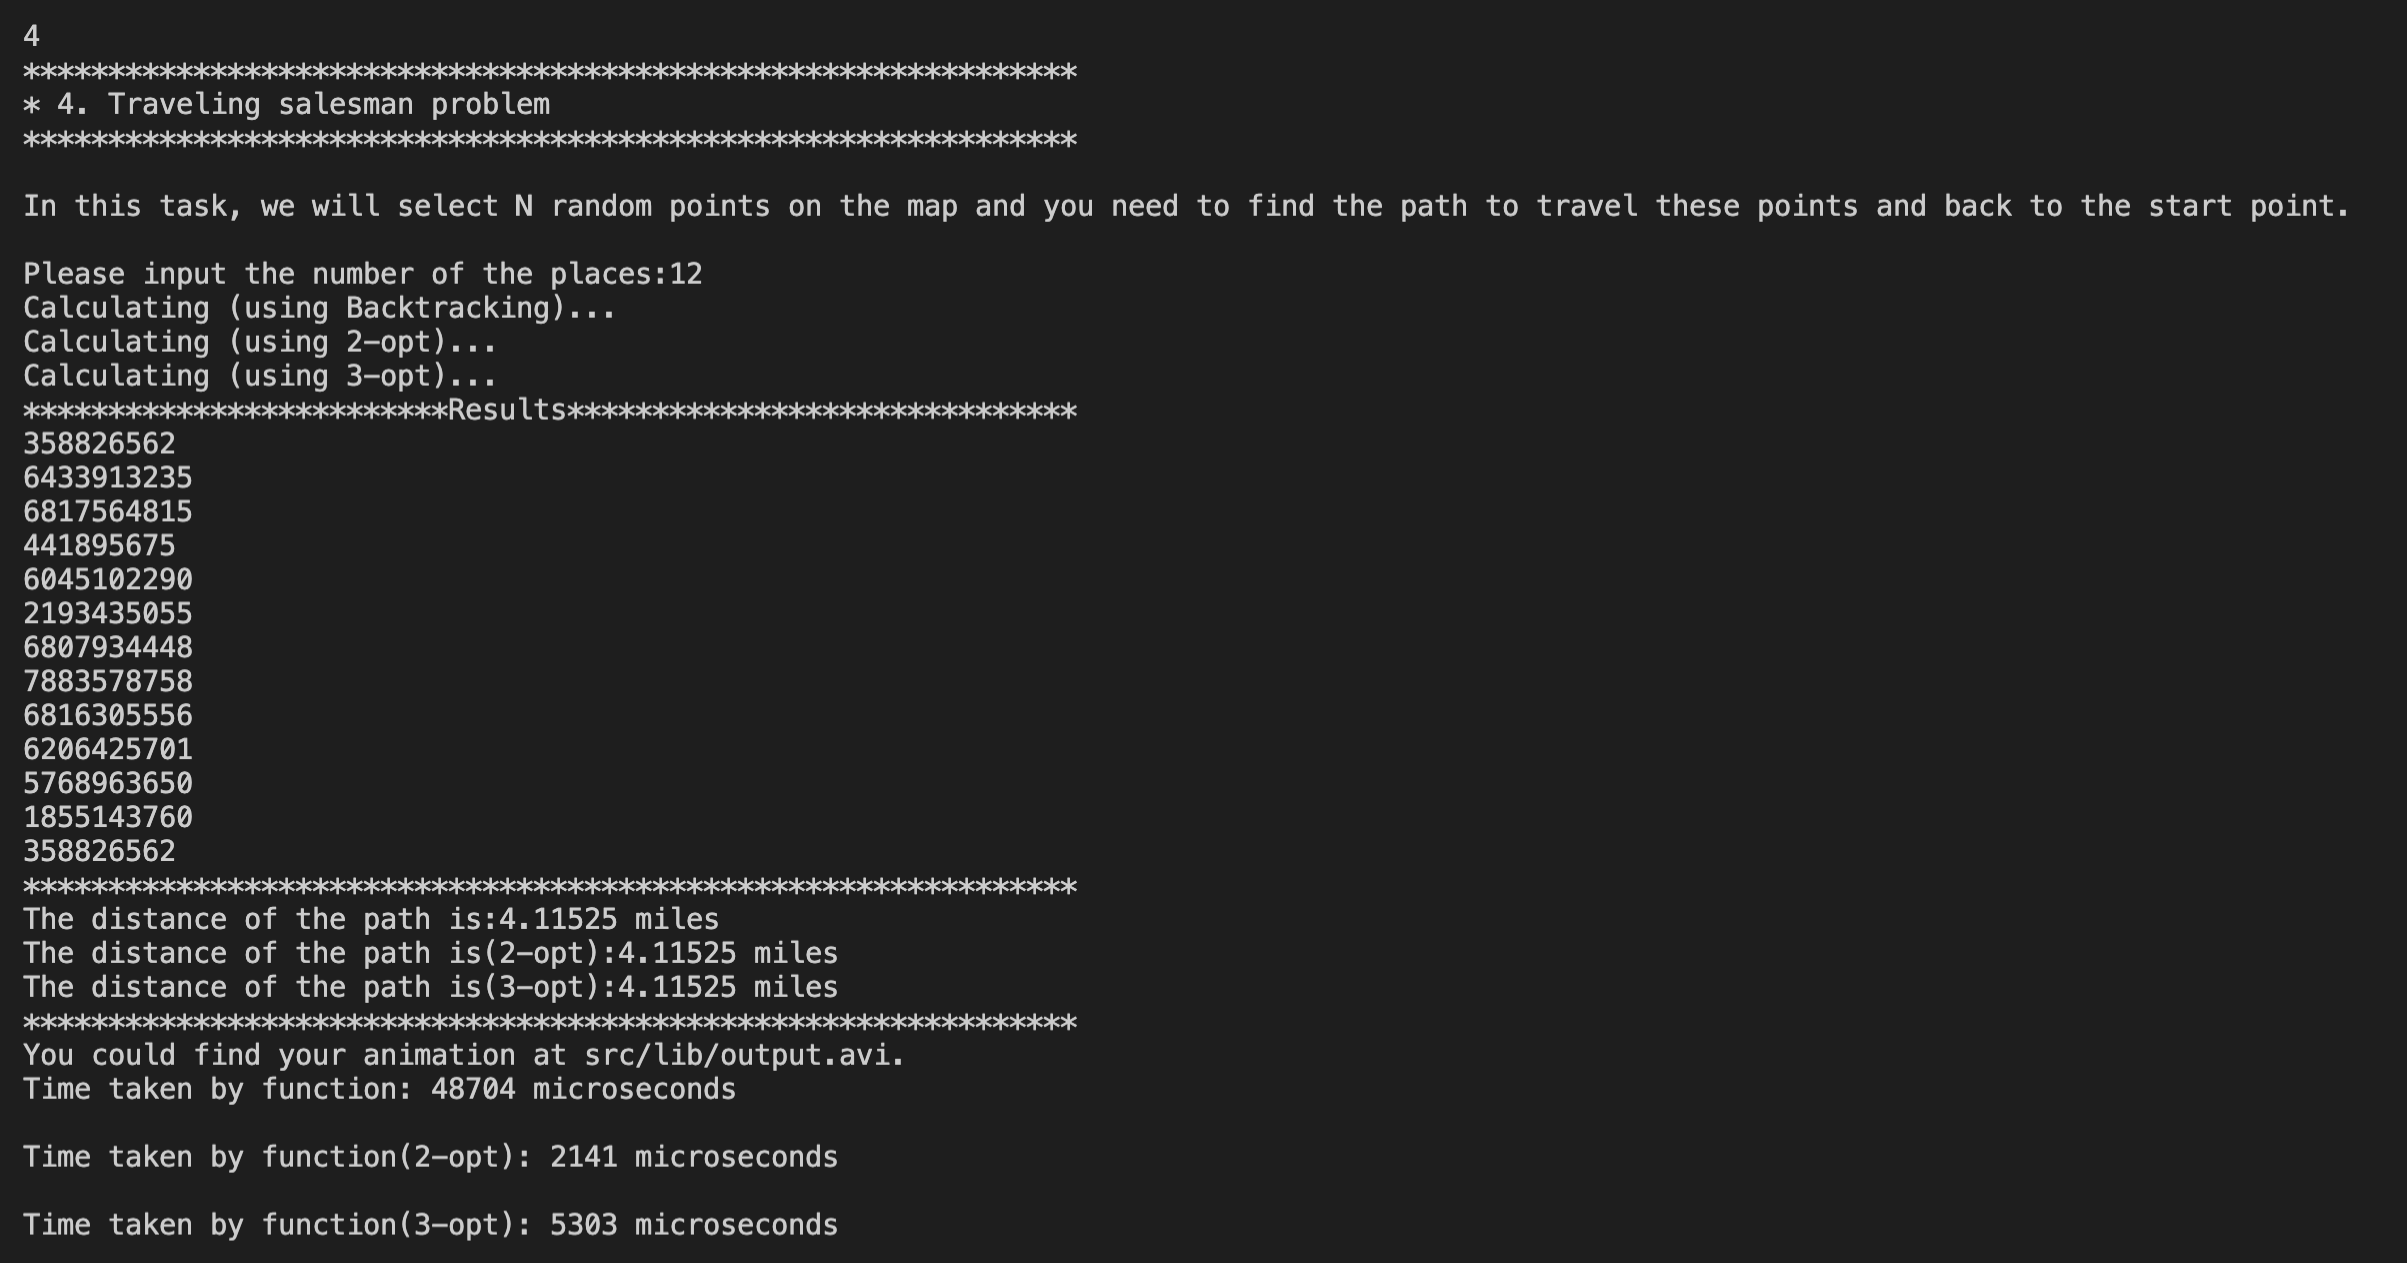 4
**************************************************************
* 4. Traveling salesman problem
**************************************************************
In this task, we will select N random points on the map and you need to find the path to travel these points and back to the start point.
Please input the number of the places:12
Calculating (using Backtracking)...
Calculating (using 2-opt)...
Calculating (using 3-opt)...
*************************Results******************************
358826562
6433913235
6817564815
441895675
6045102290
2193435055
6807934448
7883578758
6816305556
6206425701
5768963650
1855143760
358826562
**************************************************************
The distance of the path is:4.11525 miles
The distance of the path is(2-opt):4.11525 miles
The distance of the path is(3-opt):4.11525 miles
**************************************************************
You could find your animation at src/lib/output.avi.
Time taken by function: 48704 microseconds
Time taken by function(2-opt): 2141 microseconds
Time taken by function(3-opt): 5303 microseconds